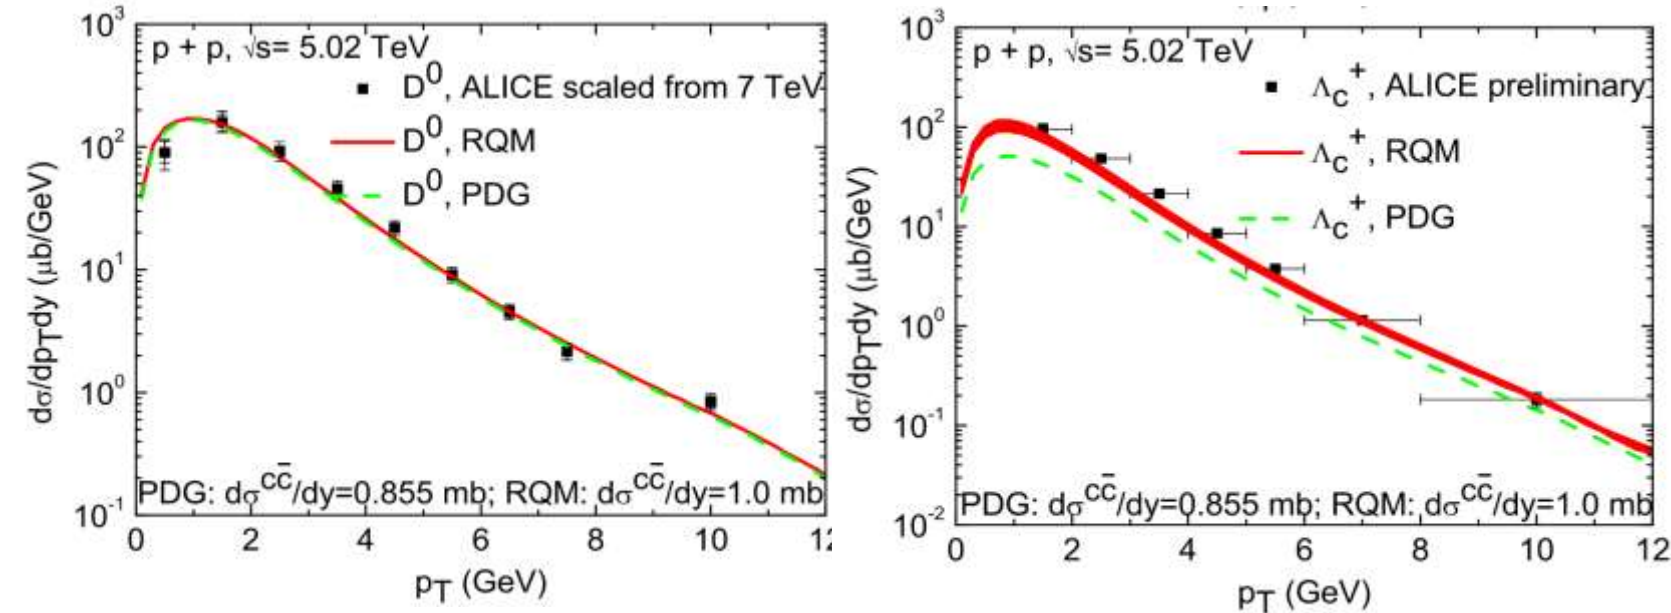 p + p, √s= 5.02 TeV
D⁰, ALICE scaled from 7 TeV
D⁰, RQM
D⁰, PDG
PDG: dσ^cc̄/dy=0.855 mb; RQM: dσ^cc̄/dy=1.0 mb
dσ/dp_Tdy (μb/GeV)
10³
10²
10¹
10⁰
10⁻¹
0 2 4 6 8 10 12
p_T (GeV)
p + p, √s= 5.02 TeV
Λ_c⁺, ALICE preliminary
Λ_c⁺, RQM
Λ_c⁺, PDG
PDG: dσ^cc̄/dy=0.855 mb; RQM: dσ^cc̄/dy=1.0 mb
dσ/dp_Tdy (μb/GeV)
10³
10²
10¹
10⁰
10⁻¹
10⁻²
0 2 4 6 8 10 12
p_T (GeV)